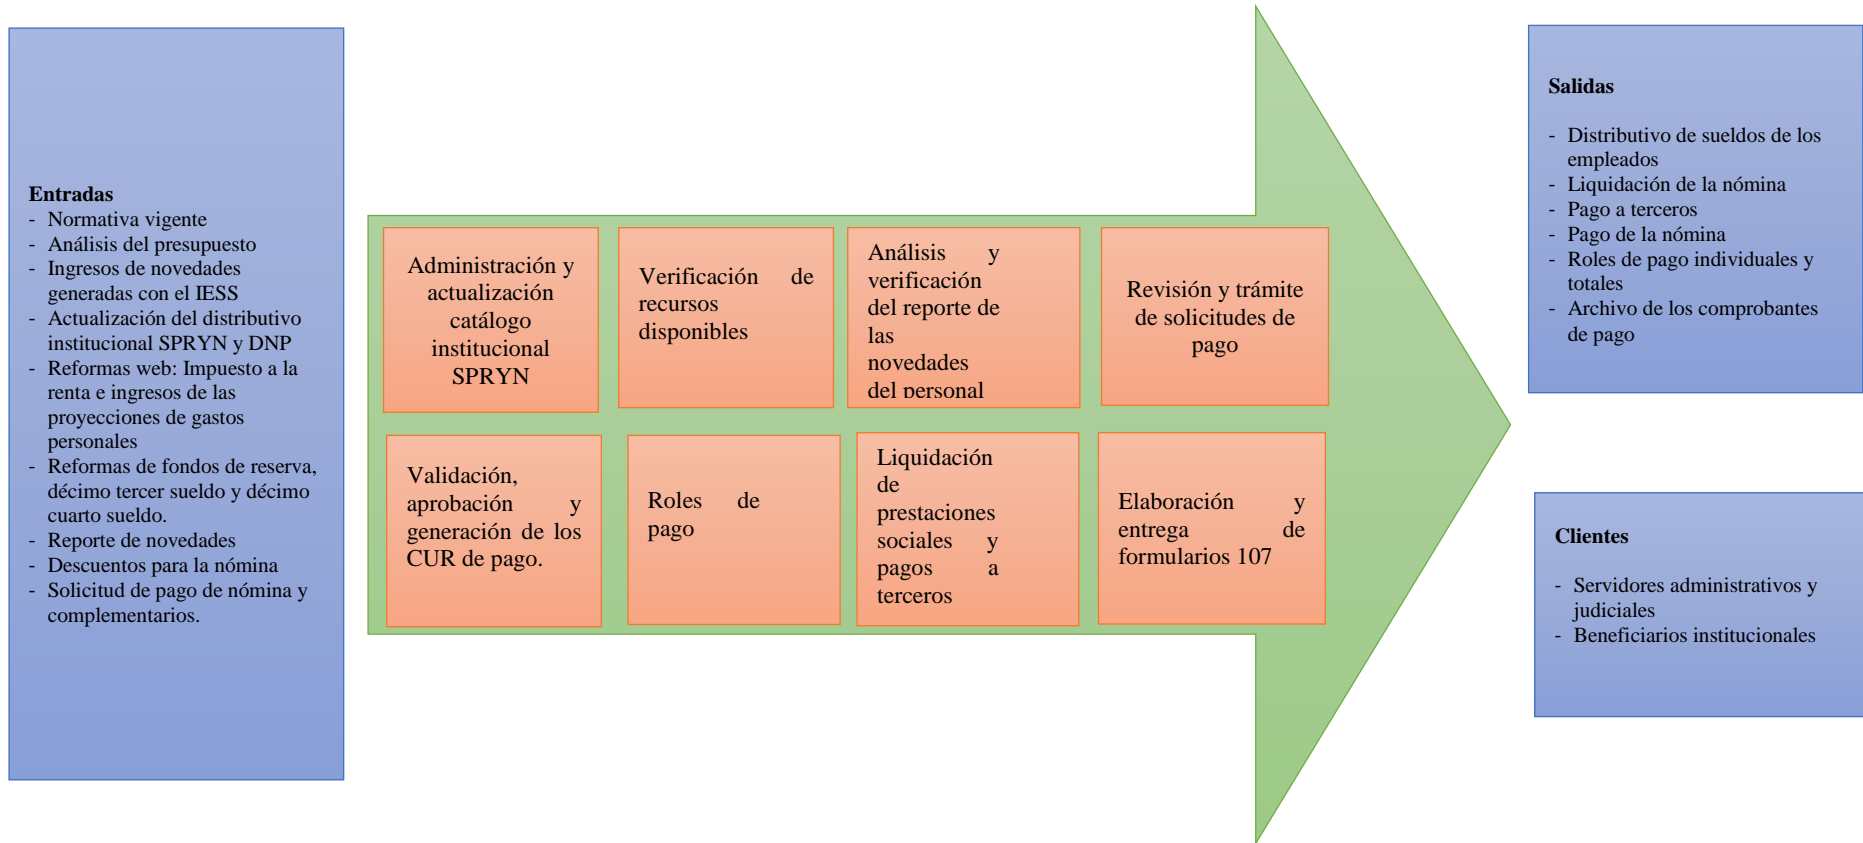 Entradas
- Normativa vigente
- Análisis del presupuesto
- Ingresos de novedades
generadas con el IESS
- Actualización del distributivo
institucional SPRYN y DNP
- Reformas web: Impuesto a la
renta e ingresos de las
proyecciones de gastos
personales
- Reformas de fondos de reserva,
décimo tercer sueldo y décimo
cuarto sueldo.
- Reporte de novedades
- Descuentos para la nómina
- Solicitud de pago de nómina y
complementarios.
Administración y
actualización
catálogo
institucional
SPRYN
Verificación de
recursos
disponibles
Análisis y
verificación
del reporte de
las
novedades
del personal
Revisión y trámite
de solicitudes de
pago
Validación,
aprobación y
generación de los
CUR de pago.
Roles de
pago
Liquidación
de
prestaciones
sociales y
pagos a
terceros
Elaboración y
entrega de
formularios 107
Salidas
- Distributivo de sueldos de los
empleados
- Liquidación de la nómina
- Pago a terceros
- Pago de la nómina
- Roles de pago individuales y
totales
- Archivo de los comprobantes
de pago
Clientes
- Servidores administrativos y
judiciales
- Beneficiarios institucionales